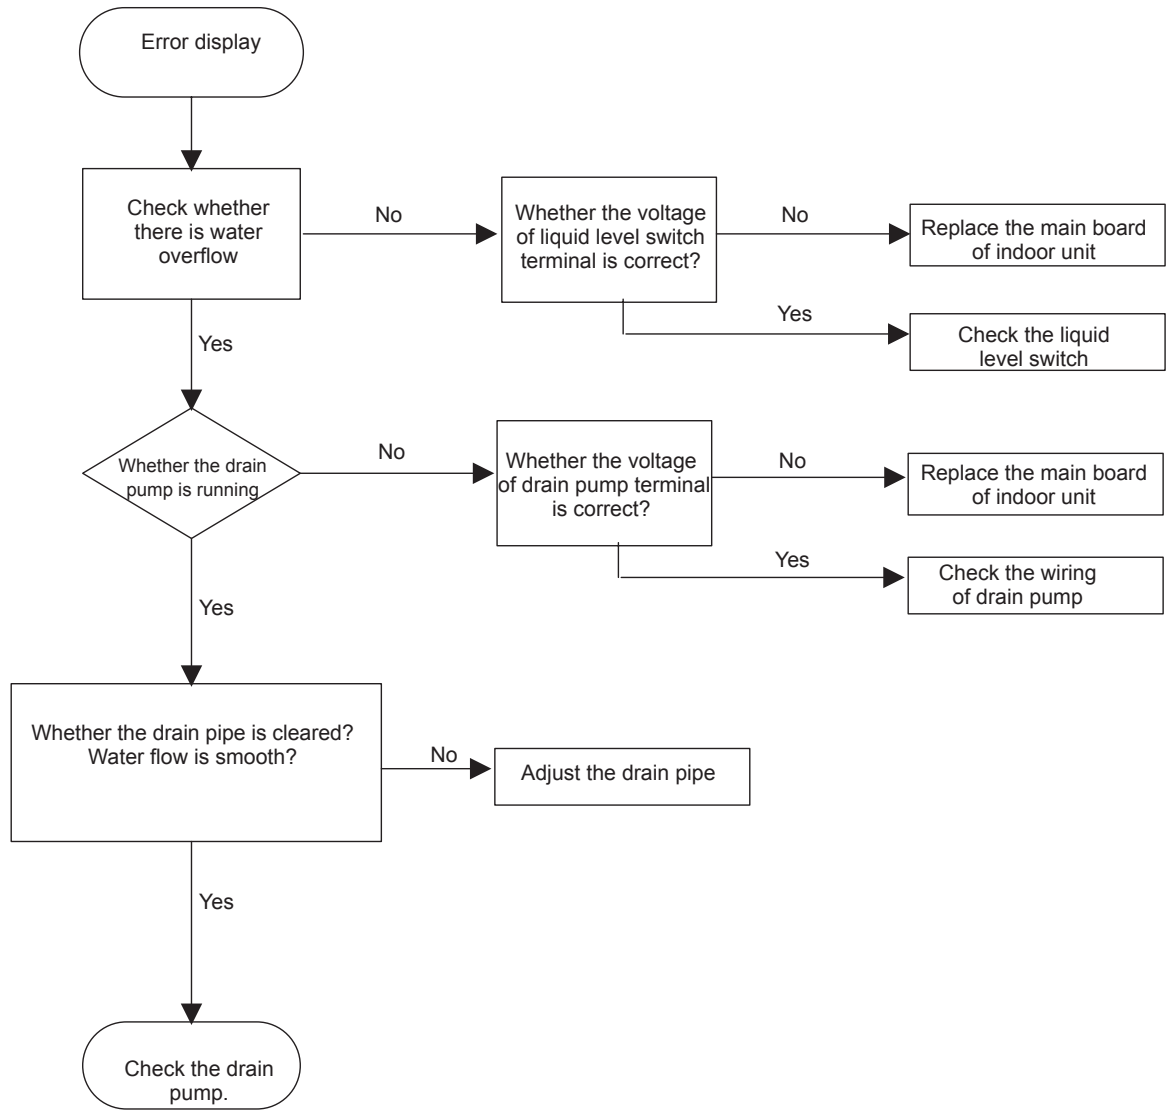 Error display
Check whether
there is water
overflow
No
Whether the voltage
of liquid level switch
terminal is correct?
No
Replace the main board
of indoor unit
Yes
Check the liquid
level switch
Yes
Whether the drain
pump is running
No
Whether the voltage
of drain pump terminal
is correct?
No
Replace the main board
of indoor unit
Yes
Check the wiring
of drain pump
Yes
Whether the drain pipe is cleared?
Water flow is smooth?
No
Adjust the drain pipe
Yes
Check the drain
pump.